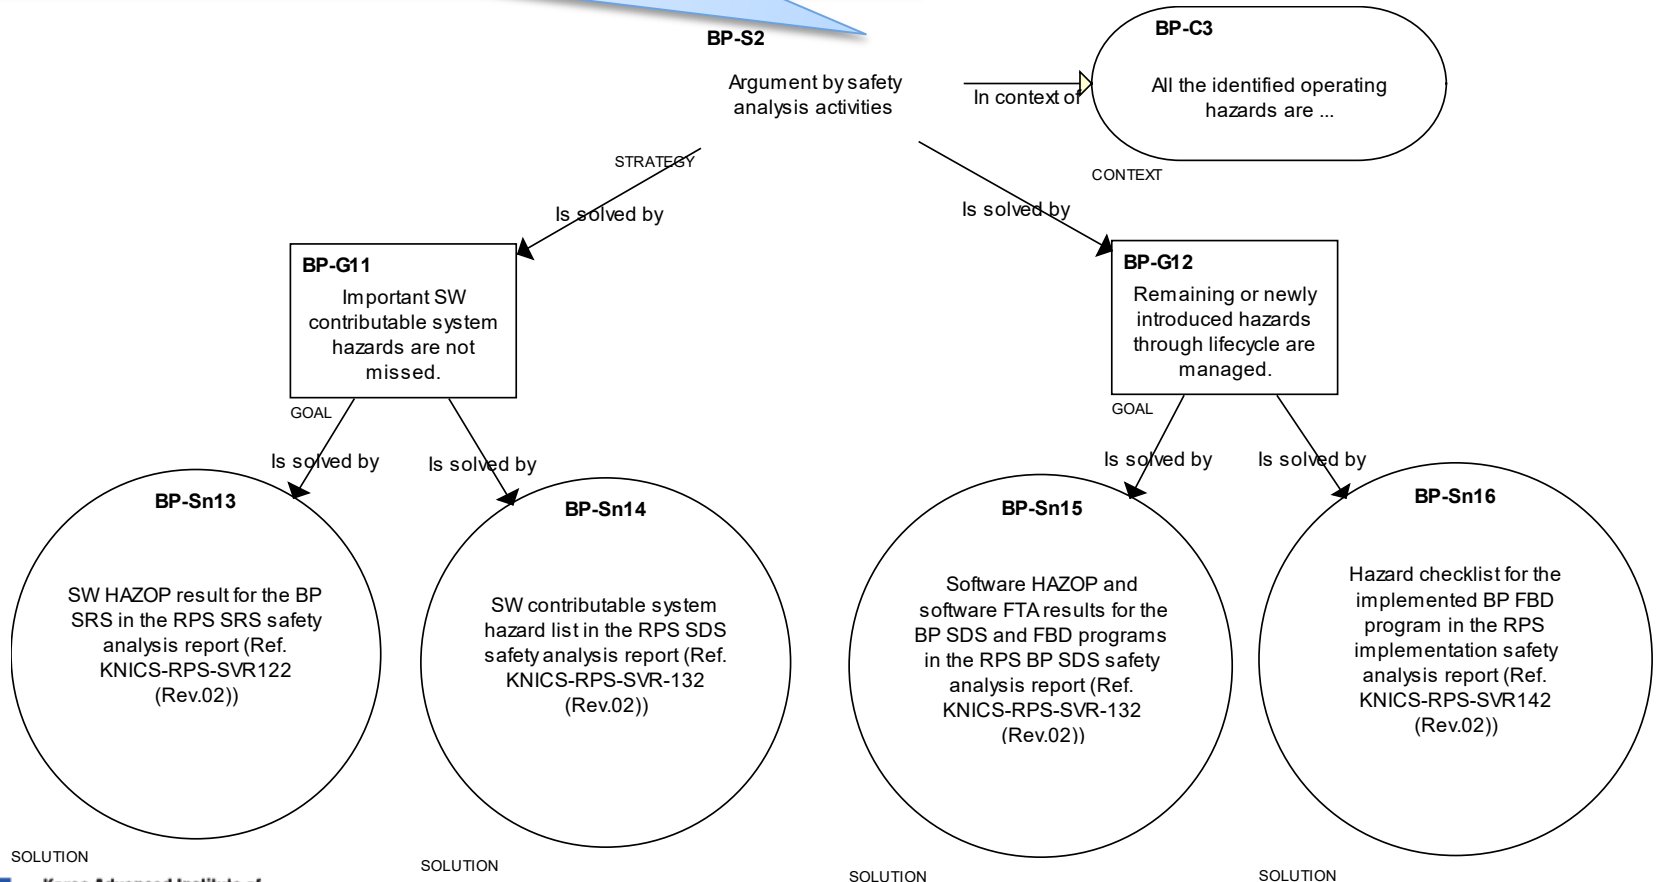 BP-S2
Argument by safety
analysis activities
STRATEGY
In context of
BP-C3
All the identified operating
hazards are ...
CONTEXT
Is solved by
Is solved by
BP-G11
Important SW
contributable system
hazards are not
missed.
GOAL
BP-G12
Remaining or newly
introduced hazards
through lifecycle are
managed.
GOAL
Is solved by
Is solved by
Is solved by
Is solved by
BP-Sn13
SW HAZOP result for the BP
SRS in the RPS SRS safety
analysis report (Ref.
KNICS-RPS-SVR122
(Rev.02))
SOLUTION
BP-Sn14
SW contributable system
hazard list in the RPS SDS
safety analysis report (Ref.
KNICS-RPS-SVR-132
(Rev.02))
SOLUTION
BP-Sn15
Software HAZOP and
software FTA results for the
BP SDS and FBD programs
in the RPS BP SDS safety
analysis report (Ref.
KNICS-RPS-SVR-132
(Rev.02))
SOLUTION
BP-Sn16
Hazard checklist for the
implemented BP FBD
program in the RPS
implementation safety
analysis report (Ref.
KNICS-RPS-SVR142
(Rev.02))
SOLUTION
Korea Advanced Institute of